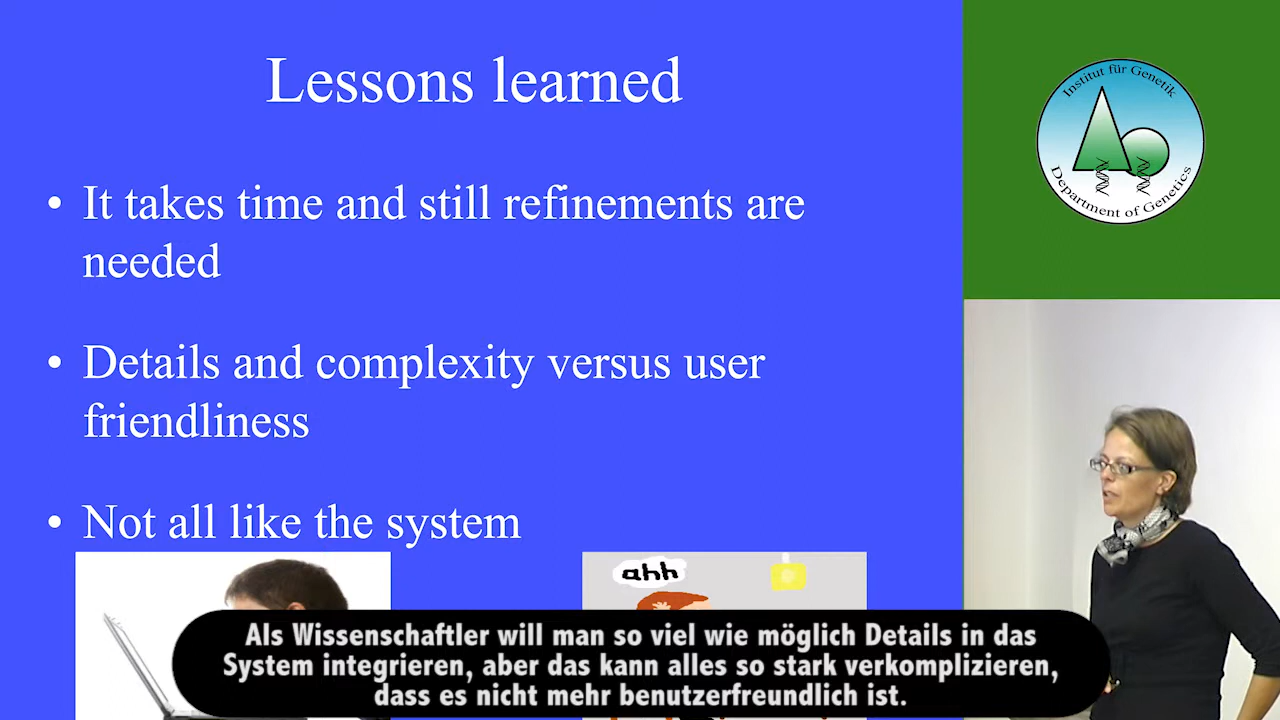 Lessons learned
• It takes time and still refinements are
needed
• Details and complexity versus user
friendliness
• Not all like the system
ahh
Institut für Genetik
Department of Genetics
Als Wissenschaftler will man so viel wie möglich Details in das
System integrieren, aber das kann alles so stark verkomplizieren,
dass es nicht mehr benutzerfreundlich ist.